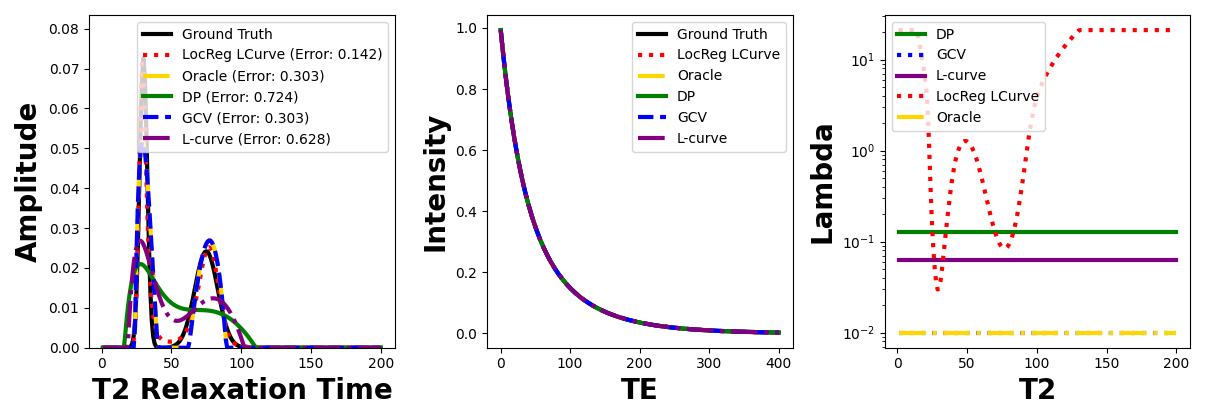 Amplitude
0.08
0.07
0.06
0.05
0.04
0.03
0.02
0.01
0.00
Ground Truth
LocReg LCurve (Error: 0.142)
Oracle (Error: 0.303)
DP (Error: 0.724)
GCV (Error: 0.303)
L-curve (Error: 0.628)
0 50 100 150 200
T2 Relaxation Time
Intensity
1.0
0.8
0.6
0.4
0.2
0.0
Ground Truth
LocReg LCurve
Oracle
DP
GCV
L-curve
0 100 200 300 400
TE
Lambda
10¹
10⁰
10⁻¹
10⁻²
DP
GCV
L-curve
LocReg LCurve
Oracle
0 50 100 150 200
T2